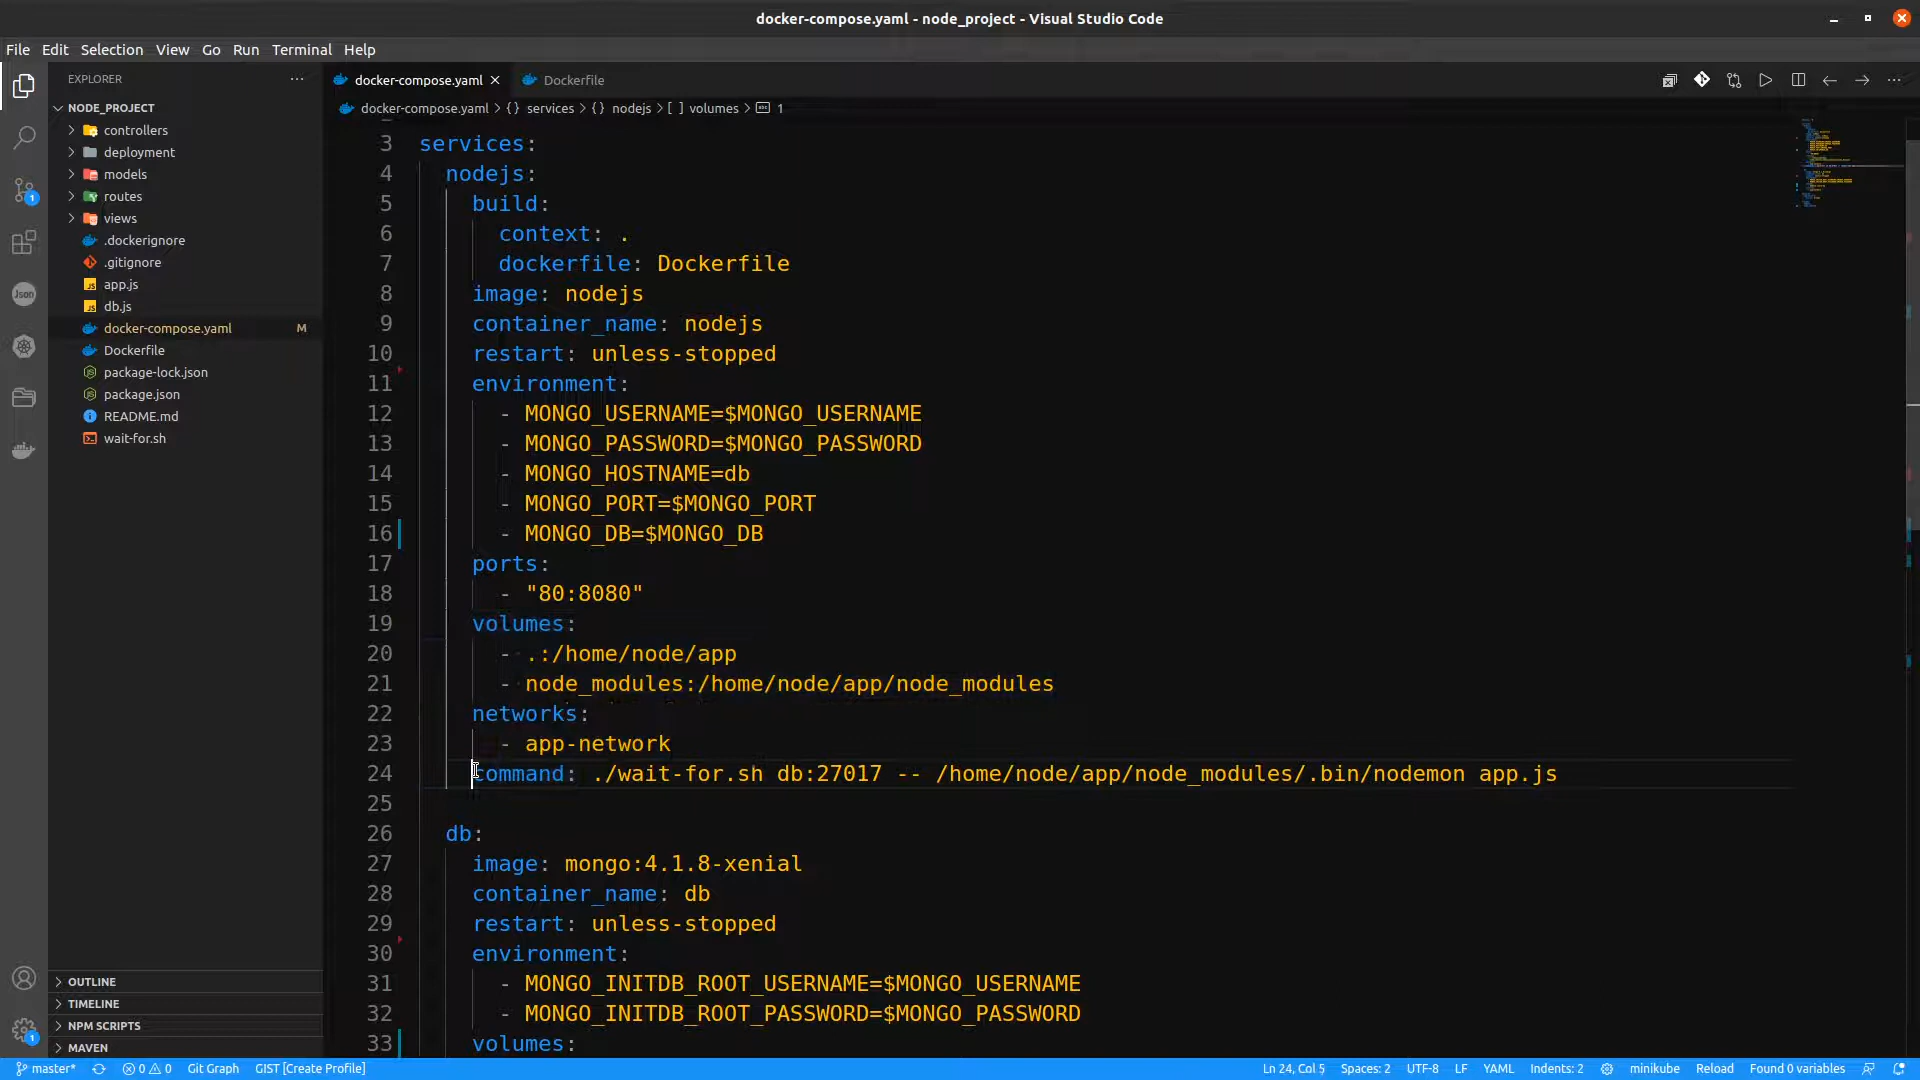 docker-compose.yaml - node_project - Visual Studio Code
File Edit Selection View Go Run Terminal Help
EXPLORER
docker-compose.yaml
Dockerfile
NODE_PROJECT
docker-compose.yaml > {} services > {} nodejs > [ ] volumes > abc 1
controllers
deployment
models
routes
views
.dockerignore
.gitignore
JS app.js
JS db.js
docker-compose.yaml M
Dockerfile
package-lock.json
package.json
README.md
wait-for.sh
1
Json
3 services:
4 nodejs:
5 build:
6 context: .
7 dockerfile: Dockerfile
8 image: nodejs
9 container_name: nodejs
10 restart: unless-stopped
11 environment:
12 - MONGO_USERNAME=$MONGO_USERNAME
13 - MONGO_PASSWORD=$MONGO_PASSWORD
14 - MONGO_HOSTNAME=db
15 - MONGO_PORT=$MONGO_PORT
16 - MONGO_DB=$MONGO_DB
17 ports:
18 - "80:8080"
19 volumes:
20 - .:/home/node/app
21 - node_modules:/home/node/app/node_modules
22 networks:
23 - app-network
24 command: ./wait-for.sh db:27017 -- /home/node/app/node_modules/.bin/nodemon app.js
25
26 db:
27 image: mongo:4.1.8-xenial
28 container_name: db
29 restart: unless-stopped
30 environment:
31 - MONGO_INITDB_ROOT_USERNAME=$MONGO_USERNAME
32 - MONGO_INITDB_ROOT_PASSWORD=$MONGO_PASSWORD
33 volumes:
OUTLINE
TIMELINE
NPM SCRIPTS
MAVEN
1
master* 0 0 Git Graph GIST [Create Profile] Ln 24, Col 5 Spaces: 2 UTF-8 LF YAML Indents: 2 minikube Reload Found 0 variables